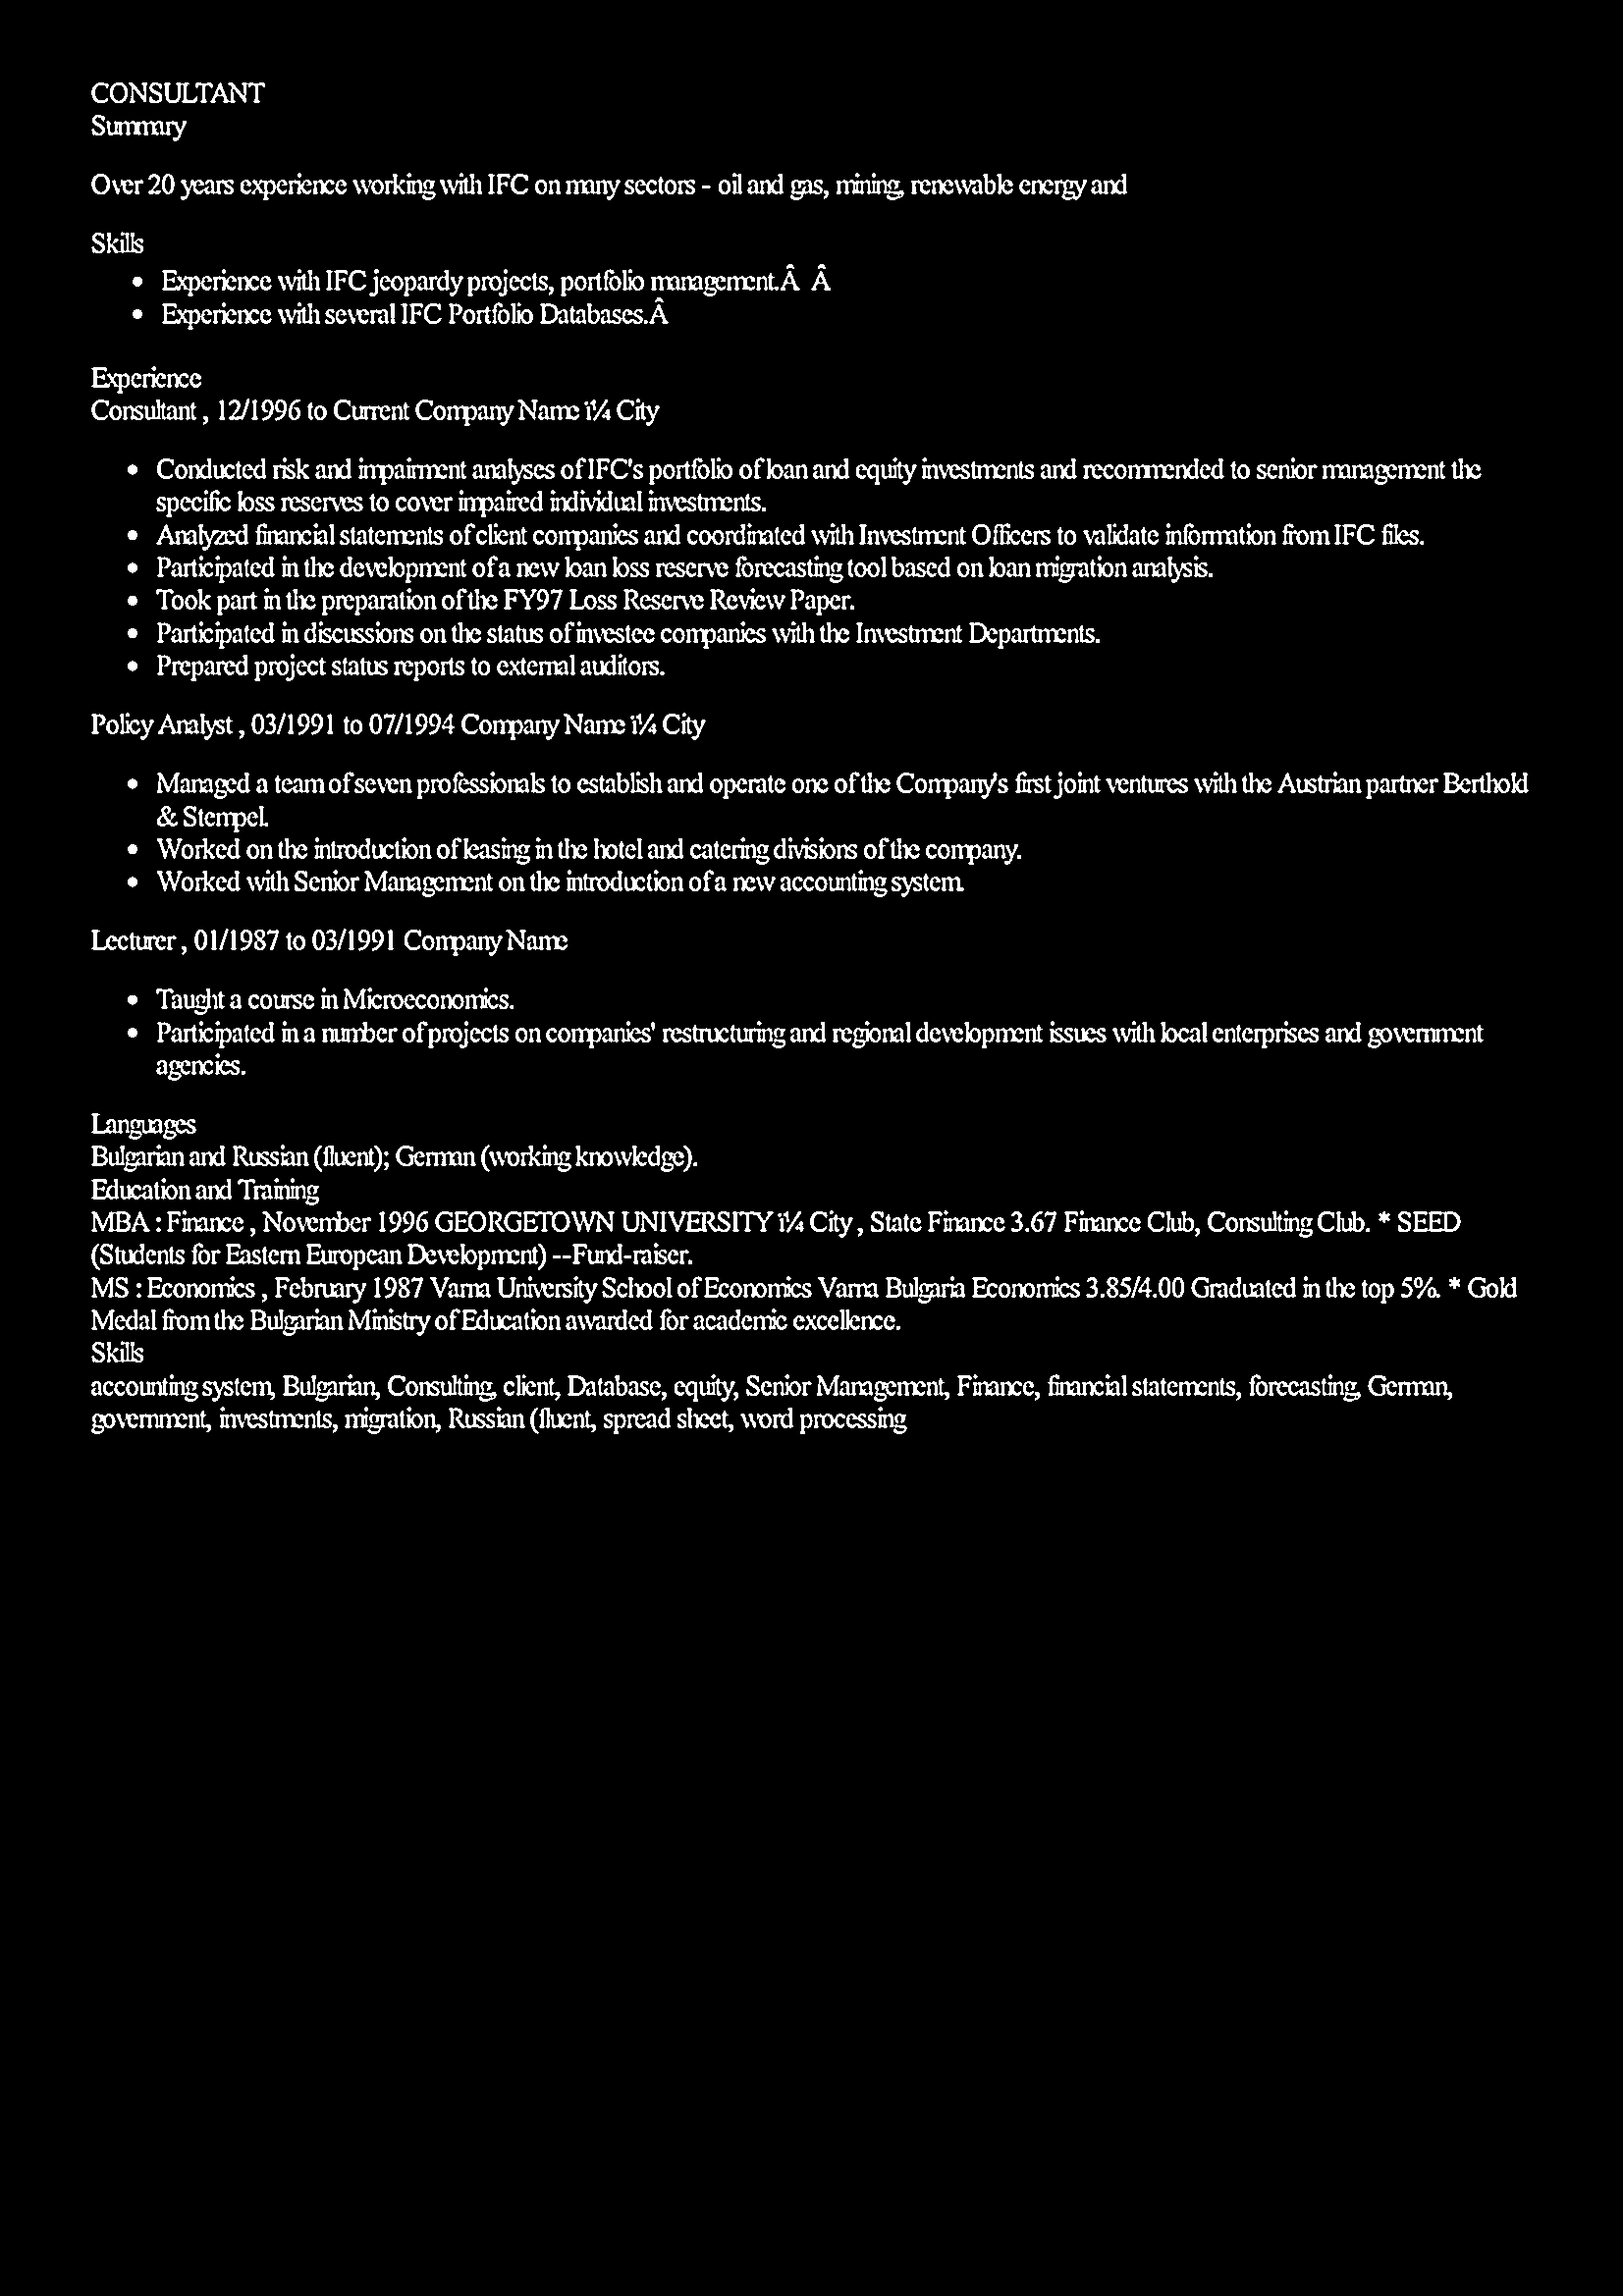 CONSULTANT
Summary
Over 20 years experience working with IFC on many sectors - oil and gas, mining, renewable energy and
Skills
• Experience with IFC jeopardy projects, portfolio management.Â Â
• Experience with several IFC Portfolio Databases.Â
Experience
Consultant , 12/1996 to Current Company Name ï¼ City
• Conducted risk and impairment analyses of IFC's portfolio of loan and equity investments and recommended to senior management the
specific loss reserves to cover impaired individual investments.
• Analyzed financial statements of client companies and coordinated with Investment Officers to validate information from IFC files.
• Participated in the development of a new loan loss reserve forecasting tool based on loan migration analysis.
• Took part in the preparation of the FY97 Loss Reserve Review Paper.
• Participated in discussions on the status of investee companies with the Investment Departments.
• Prepared project status reports to external auditors.
Policy Analyst , 03/1991 to 07/1994 Company Name ï¼ City
• Managed a team of seven professionals to establish and operate one of the Company's first joint ventures with the Austrian partner Berthold
& Stempel.
• Worked on the introduction of leasing in the hotel and catering divisions of the company.
• Worked with Senior Management on the introduction of a new accounting system.
Lecturer , 01/1987 to 03/1991 Company Name
• Taught a course in Microeconomics.
• Participated in a number of projects on companies' restructuring and regional development issues with local enterprises and government
agencies.
Languages
Bulgarian and Russian (fluent); German (working knowledge).
Education and Training
MBA : Finance , November 1996 GEORGETOWN UNIVERSITY ï¼ City , State Finance 3.67 Finance Club, Consulting Club. * SEED
(Students for Eastern European Development) --Fund-raiser.
MS : Economics , February 1987 Varna University School of Economics Varna Bulgaria Economics 3.85/4.00 Graduated in the top 5%. * Gold
Medal from the Bulgarian Ministry of Education awarded for academic excellence.
Skills
accounting system, Bulgarian, Consulting, client, Database, equity, Senior Management, Finance, financial statements, forecasting, German,
government, investments, migration, Russian (fluent, spread sheet, word processing